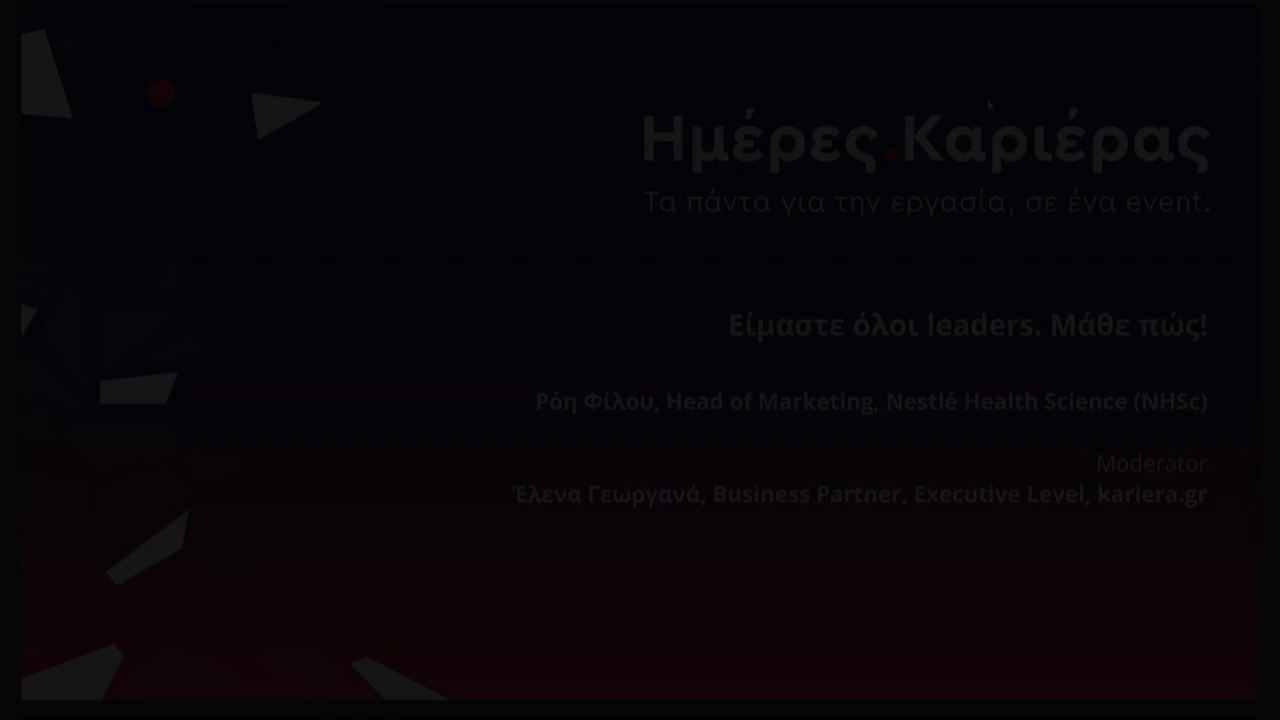 Ημέρες.Καριέρας
Τα πάντα για την εργασία, σε ένα event.
Είμαστε όλοι leaders. Μάθε πώς!
Ρόη Φίλου, Head of Marketing, Nestlé Health Science (NHSc)
Moderator
Έλενα Γεωργανά, Business Partner, Executive Level, kariera.gr